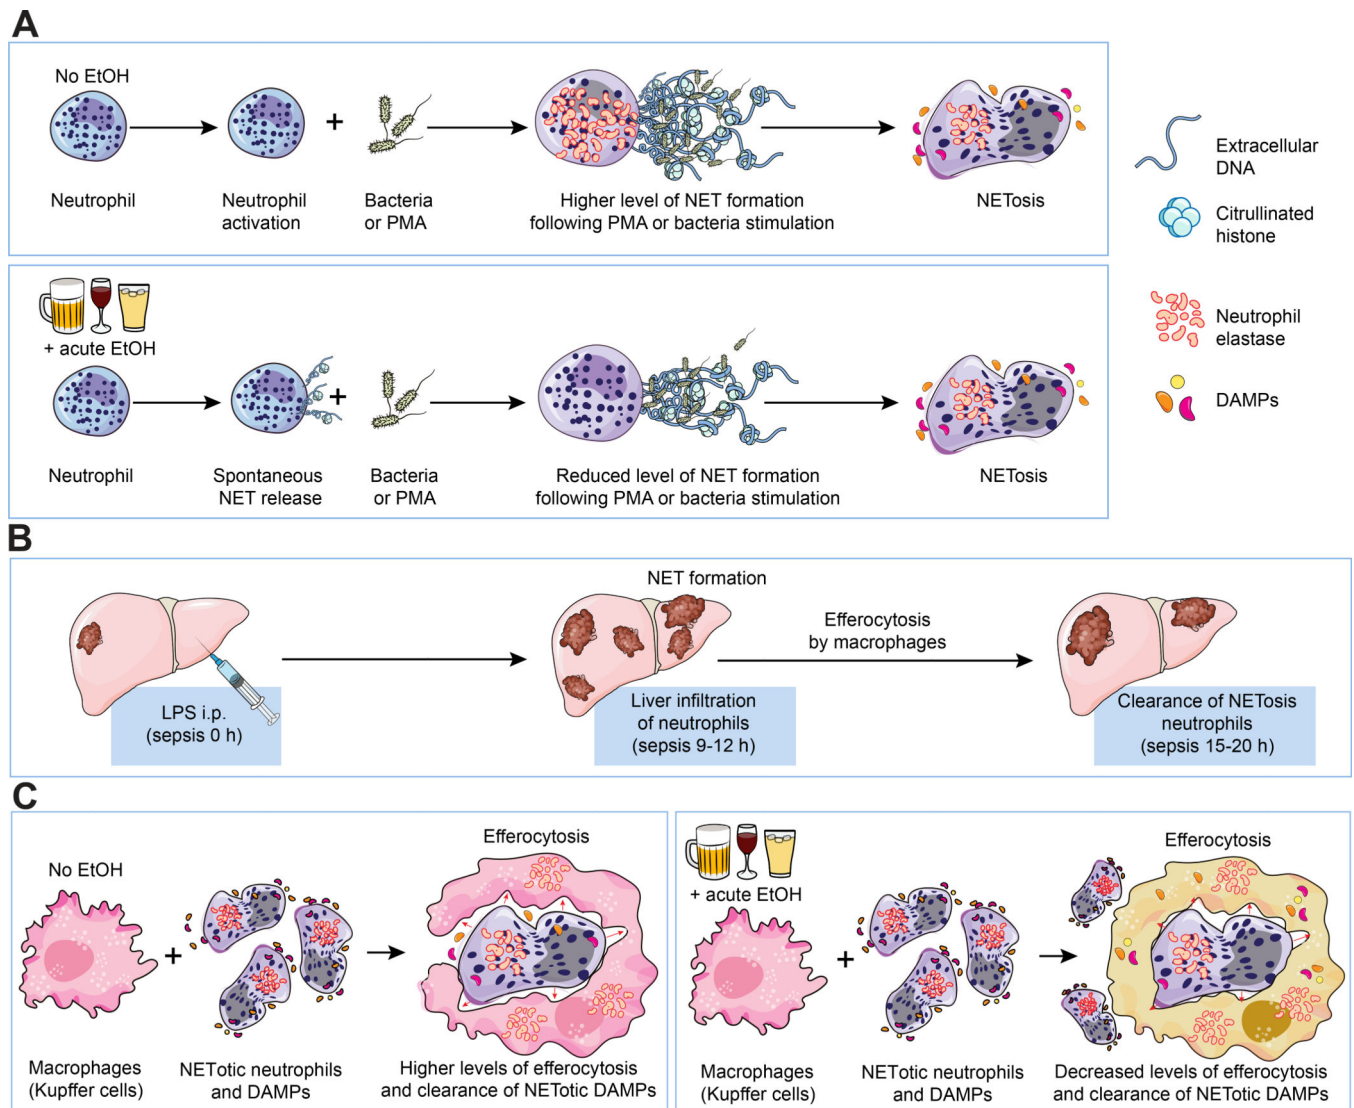 A
No EtOH
Neutrophil
Neutrophil
activation
+
Bacteria
or PMA
Higher level of NET formation
following PMA or bacteria stimulation
NETosis
Extracellular
DNA
Citrullinated
histone
Neutrophil
elastase
DAMPs
+ acute EtOH
Neutrophil
Spontaneous
NET release
+
Bacteria
or PMA
Reduced level of NET formation
following PMA or bacteria stimulation
NETosis
B
LPS i.p.
(sepsis 0 h)
NET formation
Liver infiltration
of neutrophils
(sepsis 9-12 h)
Efferocytosis
by macrophages
Clearance of NETosis
neutrophils
(sepsis 15-20 h)
C
No EtOH
Macrophages
(Kupffer cells)
+
NETotic neutrophils
and DAMPs
Efferocytosis
Higher levels of efferocytosis
and clearance of NETotic DAMPs
+ acute EtOH
Macrophages
(Kupffer cells)
+
NETotic neutrophils
and DAMPs
Efferocytosis
Decreased levels of efferocytosis
and clearance of NETotic DAMPs